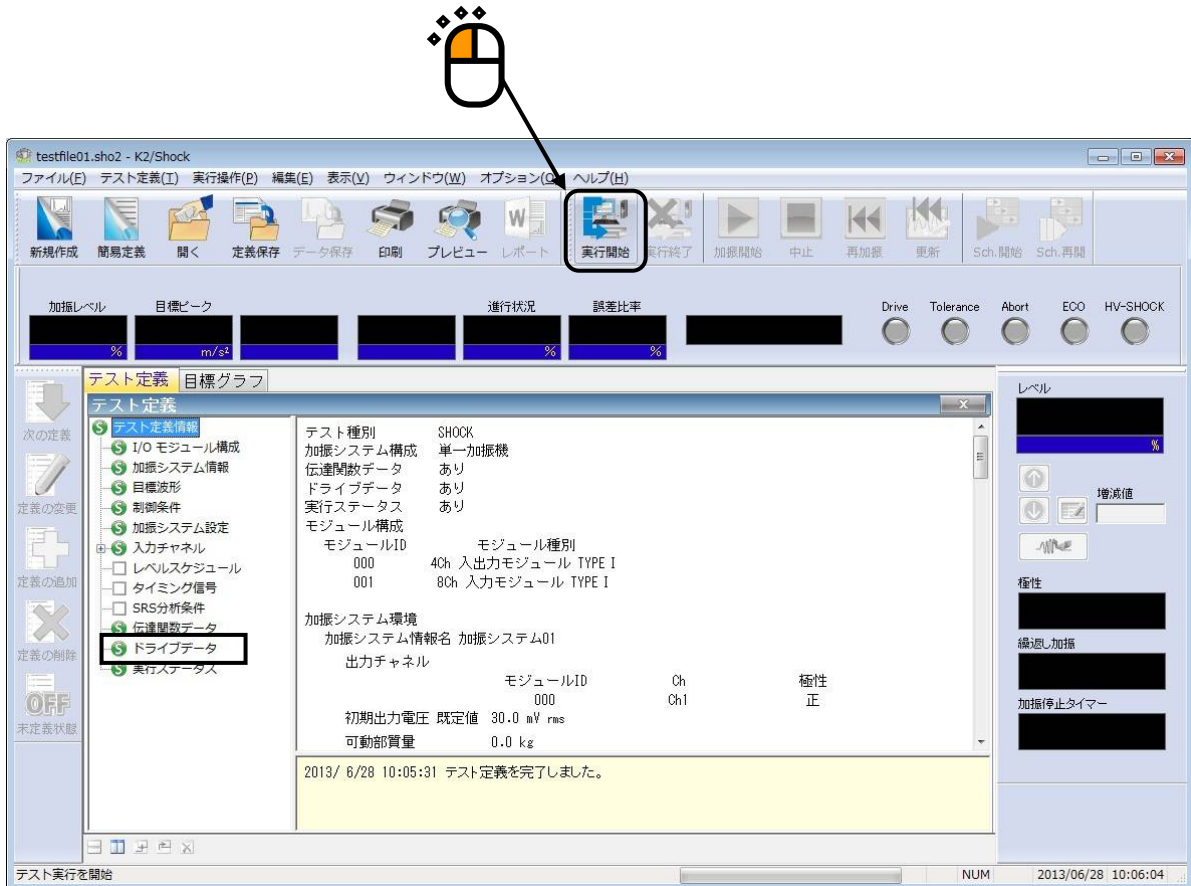 testfile01.sho2 - K2/Shock
ファイル(F) テスト定義(T) 実行操作(P) 編集(E) 表示(V) ウィンドウ(W) オプション(O ヘルプ(H)
新規作成 簡易定義 開く 定義保存 データ保存 印刷 プレビュー レポート 実行開始 実行終了 加振開始 中止 再加振 更新 Sch.開始 Sch.再開
加振レベル 目標ピーク 進行状況 誤差比率 Drive Tolerance Abort ECO HV-SHOCK
% m/s² % %
テスト定義 目標グラフ
テスト定義
次の定義
定義の変更
定義の追加
定義の削除
OFF
未定義状態
テスト定義情報
I/O モジュール構成
加振システム情報
目標波形
制御条件
加振システム設定
入力チャネル
レベルスケジュール
タイミング信号
SRS分析条件
伝達関数データ
ドライブデータ
実行ステータス
テスト種別 SHOCK
加振システム構成 単一加振機
伝達関数データ あり
ドライブデータ あり
実行ステータス あり
モジュール構成
モジュールID モジュール種別
000 4Ch 入出力モジュール TYPE I
001 8Ch 入力モジュール TYPE I
加振システム環境
加振システム情報名 加振システム01
出力チャネル
モジュールID Ch 極性
000 Ch1 正
初期出力電圧 既定値 30.0 mV rms
可動部質量 0.0 kg
2013/ 6/28 10:05:31 テスト定義を完了しました。
レベル
%
増減値
極性
繰返し加振
加振停止タイマー
テスト実行を開始 NUM 2013/06/28 10:06:04